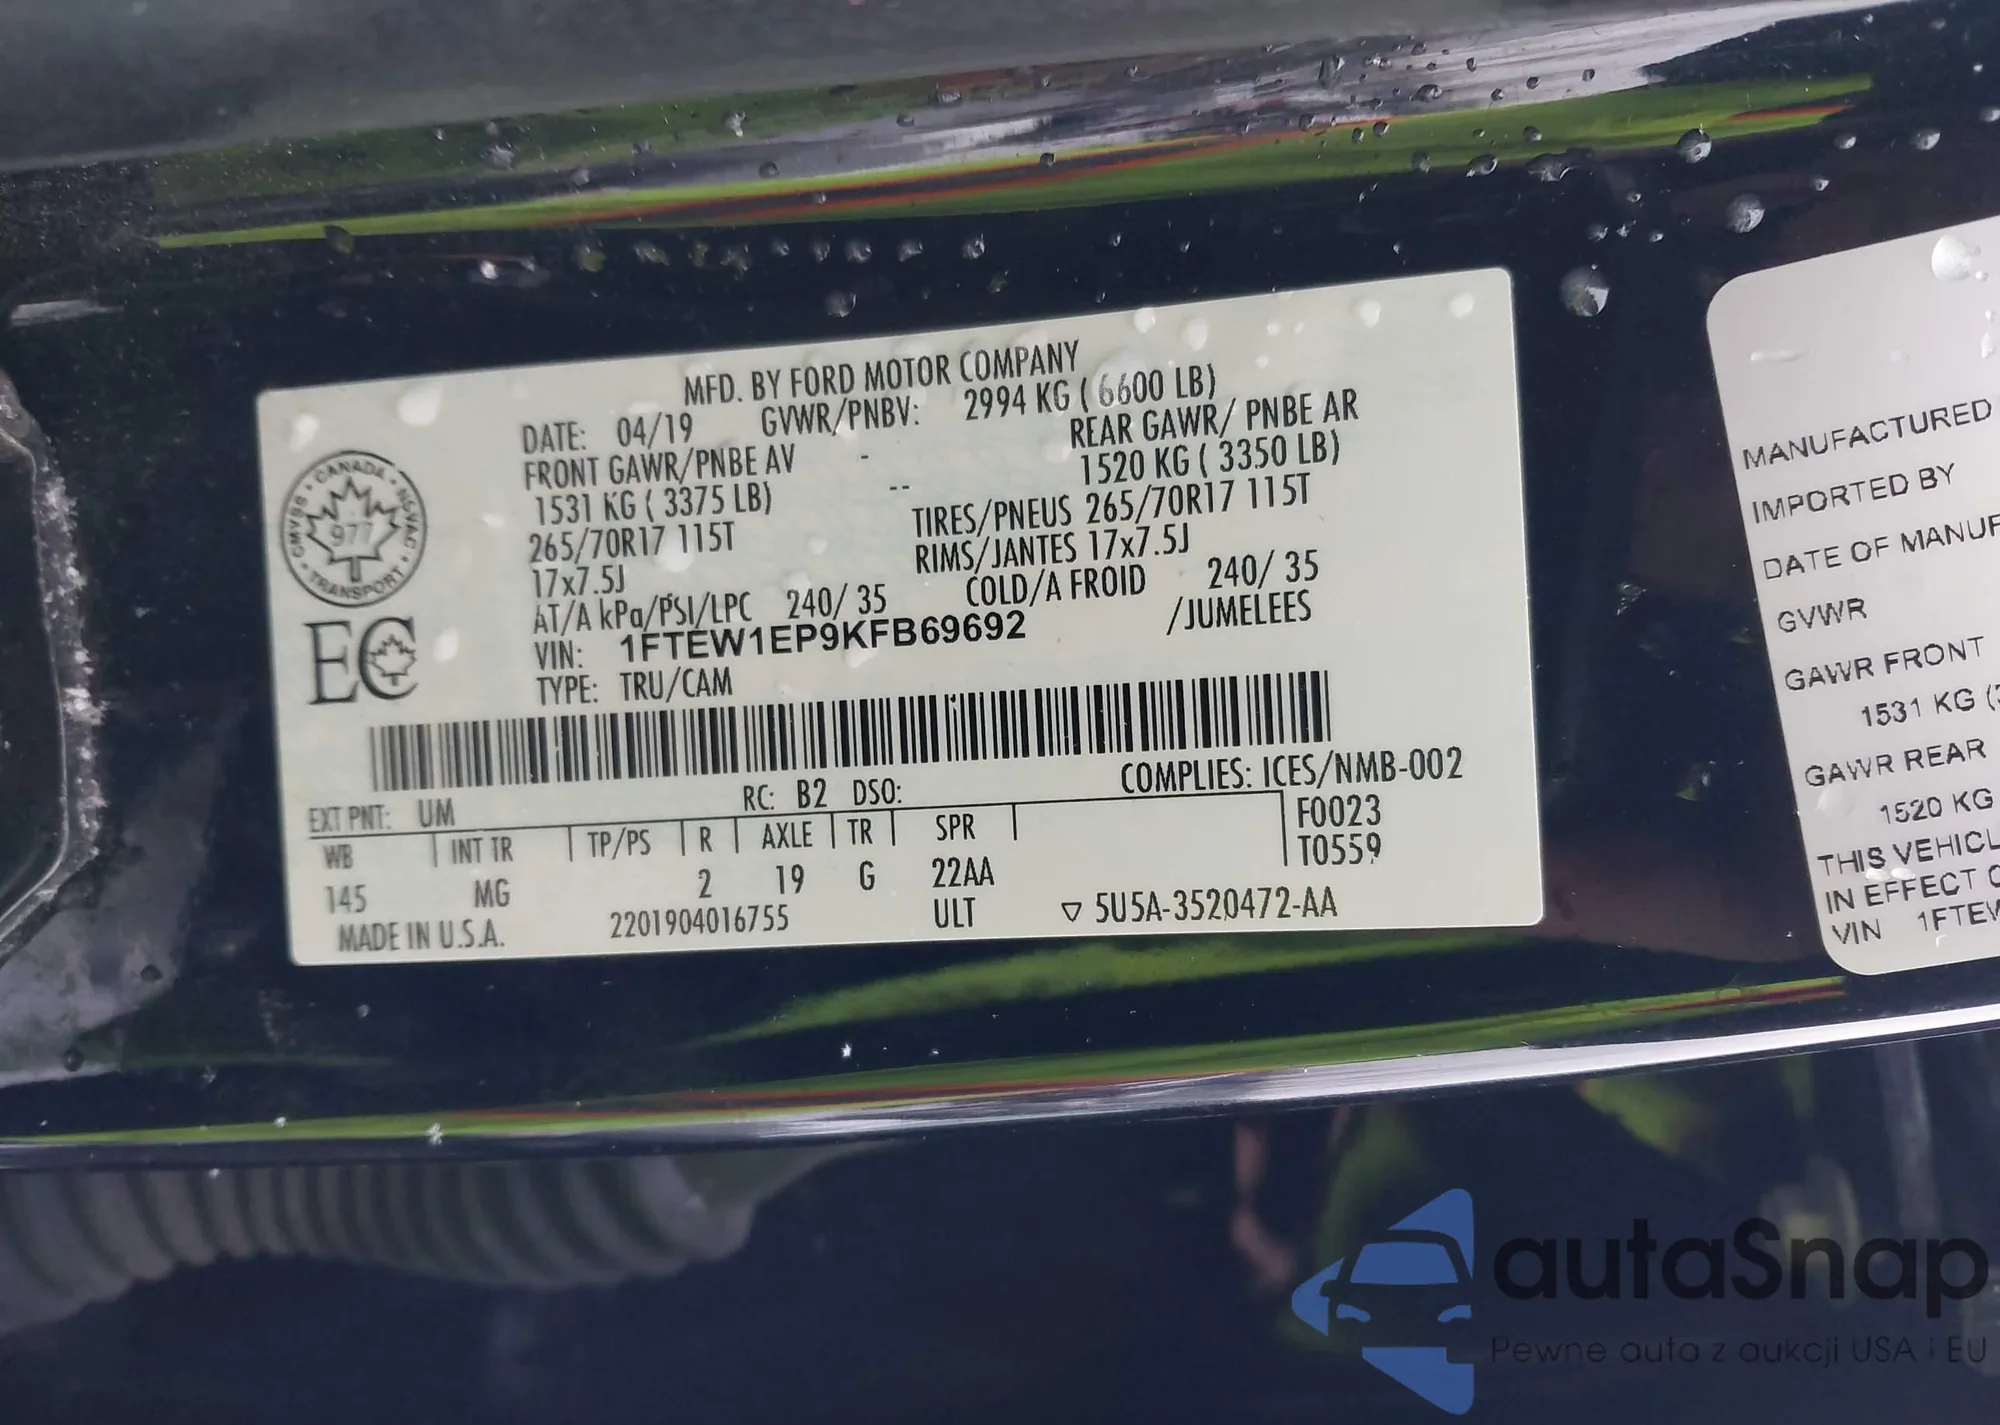 MFD. BY FORD MOTOR COMPANY
DATE: 04/19 GVWR/PNBV: 2994 KG ( 6600 LB)
FRONT GAWR/PNBE AV - REAR GAWR/ PNBE AR
1531 KG ( 3375 LB) -- 1520 KG ( 3350 LB)
265/70R17 115T TIRES/PNEUS 265/70R17 115T
17x7.5J RIMS/JANTES 17x7.5J
AT/A kPa/PSI/LPC 240/ 35 COLD/A FROID 240/ 35
VIN: 1FTEW1EP9KFB69692 /JUMELEES
TYPE: TRU/CAM
CANADA
CMVSS · NSVAC
977
TRANSPORT
EC
COMPLIES: ICES/NMB-002
EXT PNT: UM RC: B2 DSO:
F0023
T0559
WB | INT TR | TP/PS | R | AXLE | TR | SPR |
145 MG 2 19 G 22AA
MADE IN U.S.A. 2201904016755 ULT ▽ 5U5A-3520472-AA
MANUFACTURED
IMPORTED BY
DATE OF MANUF
GVWR
GAWR FRONT
1531 KG (
GAWR REAR
1520 KG
THIS VEHICL
IN EFFECT
VIN 1FTEW
autaSnap
Pewne auta z aukcji USA i EU